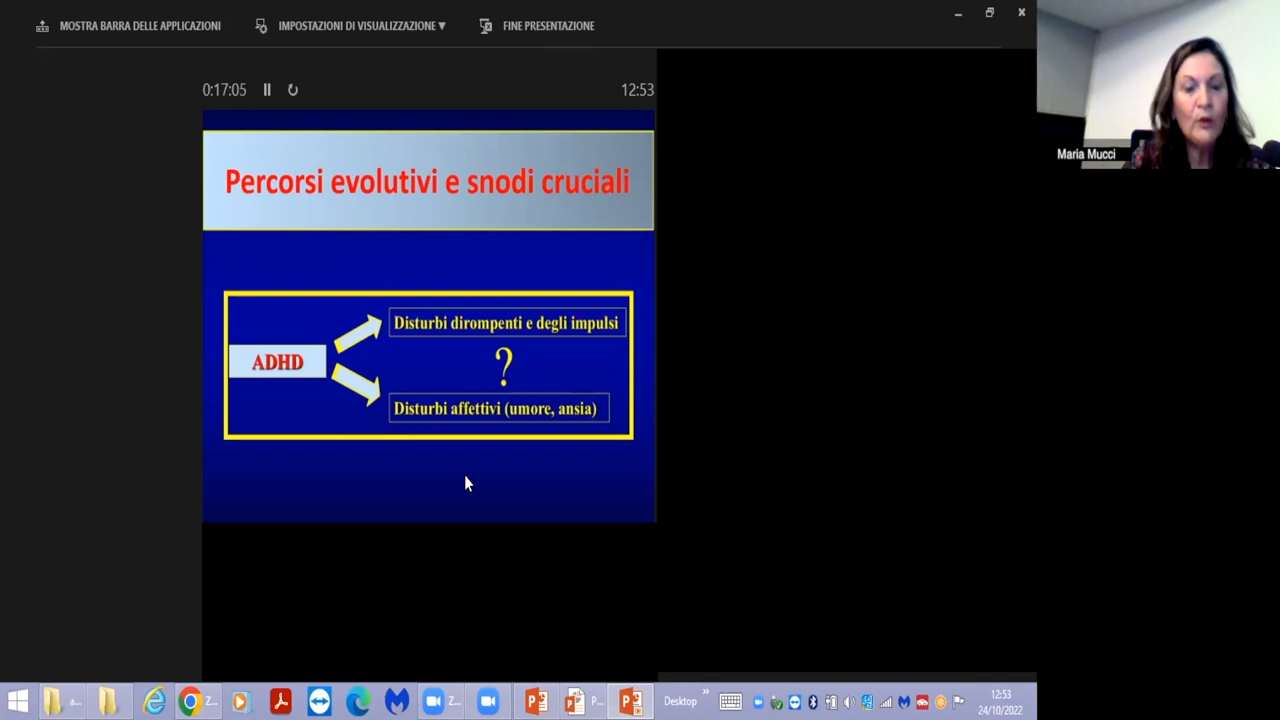 MOSTRA BARRA DELLE APPLICAZIONI
IMPOSTAZIONI DI VISUALIZZAZIONE ▼
FINE PRESENTAZIONE
0:17:05
12:53
Percorsi evolutivi e snodi cruciali
Disturbi dirompenti e degli impulsi
ADHD
?
Disturbi affettivi (umore, ansia)
Maria Mucci
a...
Z...
Z...
P...
Desktop
»
12:53
24/10/2022